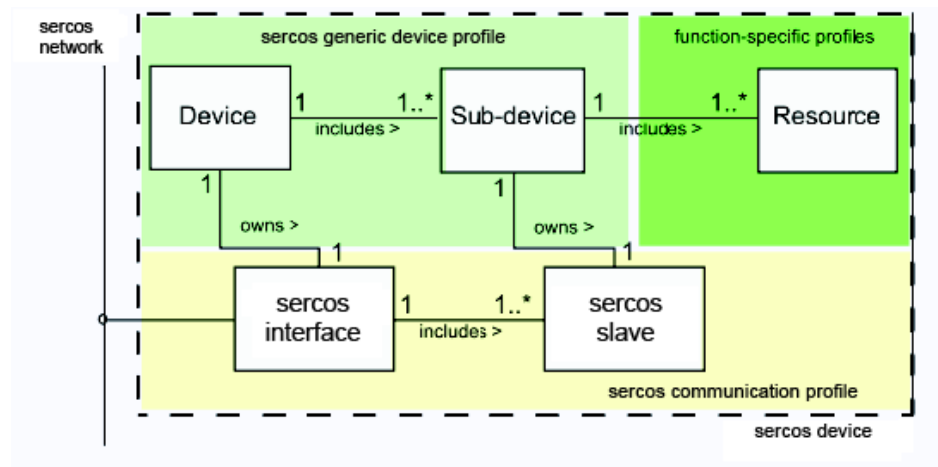 sercos
network
sercos generic device profile
function-specific profiles
Device
1
1..*
includes >
Sub-device
1
1..*
includes >
Resource
1
owns >
1
1
owns >
1
sercos
interface
1
1..*
includes >
sercos
slave
sercos communication profile
sercos device